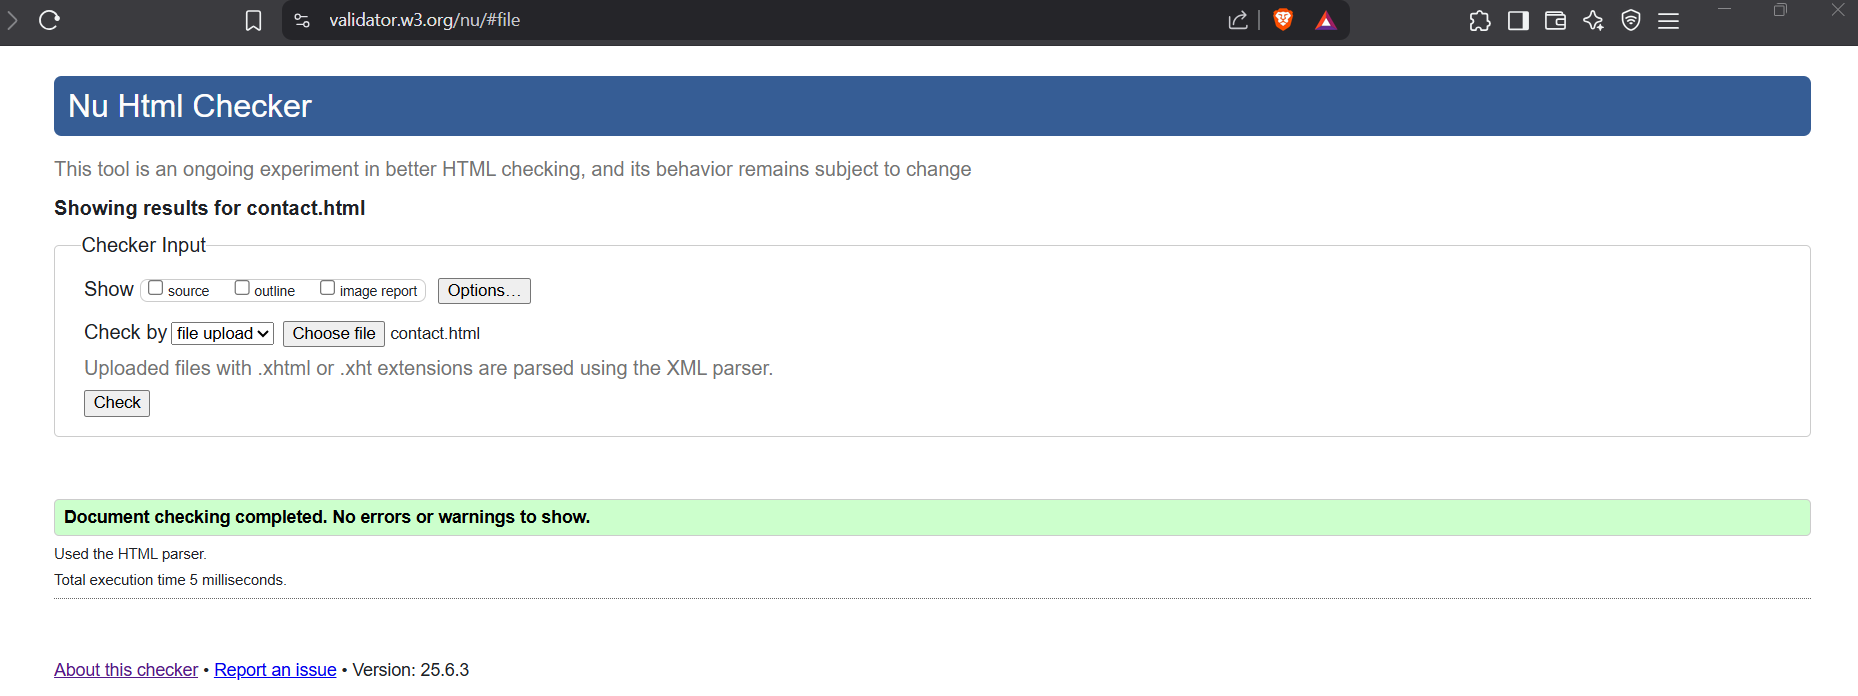 validator.w3.org/nu/#file
Nu Html Checker
This tool is an ongoing experiment in better HTML checking, and its behavior remains subject to change
Showing results for contact.html
Checker Input
Show source outline image report Options...
Check by file upload Choose file contact.html
Uploaded files with .xhtml or .xht extensions are parsed using the XML parser.
Check
Document checking completed. No errors or warnings to show.
Used the HTML parser.
Total execution time 5 milliseconds.
About this checker • Report an issue • Version: 25.6.3